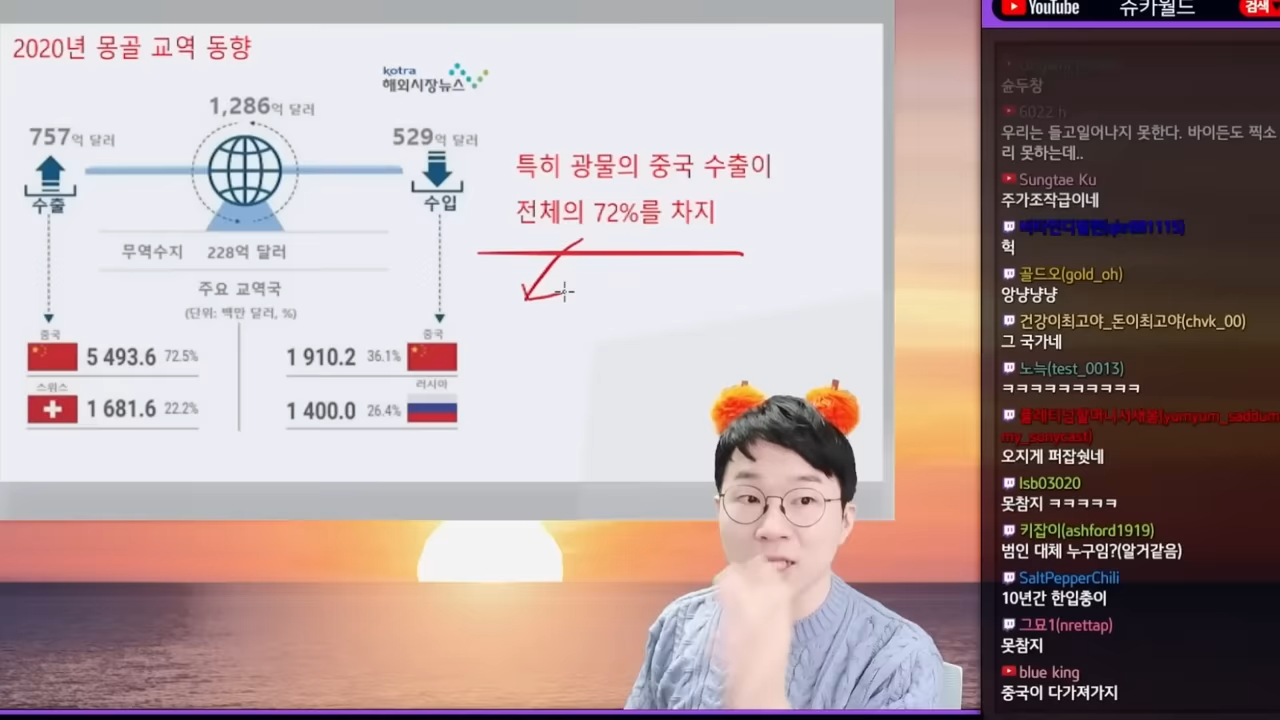 2020년 몽골 교역 동향
kotra
해외시장뉴스
1,286억 달러
757억 달러
529억 달러
수출
수입
무역수지 228억 달러
주요 교역국
(단위: 백만 달러, %)
중국
5 493.6 72.5%
스위스
1 681.6 22.2%
중국
1 910.2 36.1%
러시아
1 400.0 26.4%
특히 광물의 중국 수출이
전체의 72%를 차지
YouTube 슈카월드 검색
슌두창
6022 h
우리는 들고일어나지 못한다. 바이든도 찍소
리 못하는데..
Sungtae Ku
주가조작급이네
헉
골드오(gold_oh)
앙냥냥냥
건강이최고야_돈이최고야(chvk_00)
그 국가네
노늑(test_0013)
ㅋㅋㅋㅋㅋㅋㅋㅋㅋㅋ
오지게 퍼잡숫네
lsb03020
못참지 ㅋㅋㅋㅋㅋ
키잡이(ashford1919)
범인 대체 누구임?(알거같음)
SaltPepperChili
10년간 한입충이
그묘1(nrettap)
못참지
blue king
중국이 다가져가지